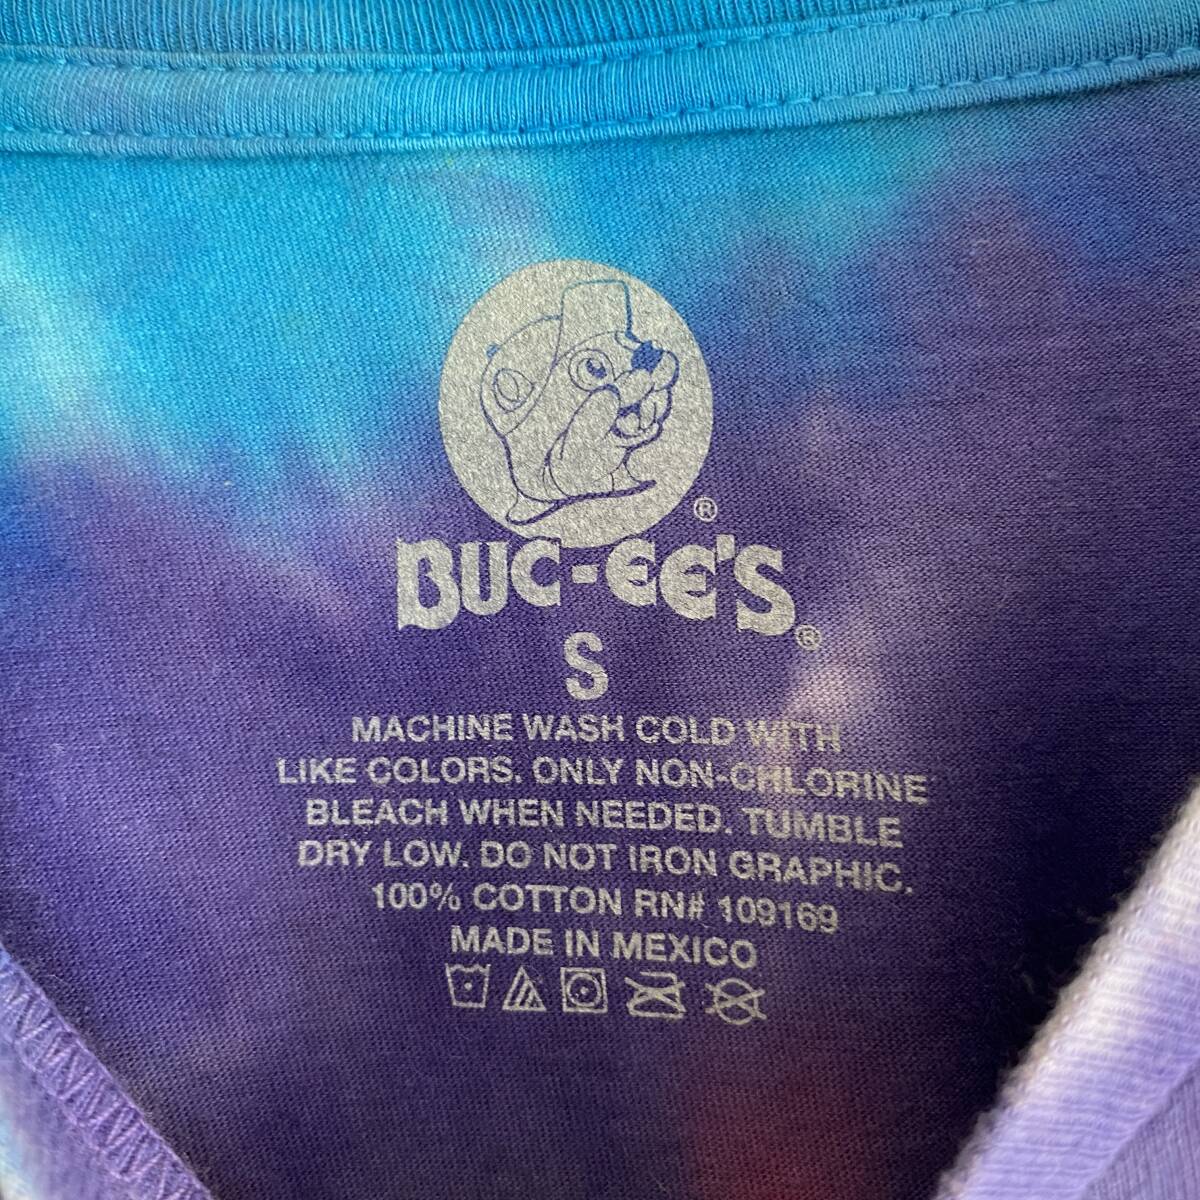 ®
BUC-EE'S®
S
MACHINE WASH COLD WITH
LIKE COLORS. ONLY NON-CHLORINE
BLEACH WHEN NEEDED. TUMBLE
DRY LOW. DO NOT IRON GRAPHIC.
100% COTTON RN# 109169
MADE IN MEXICO